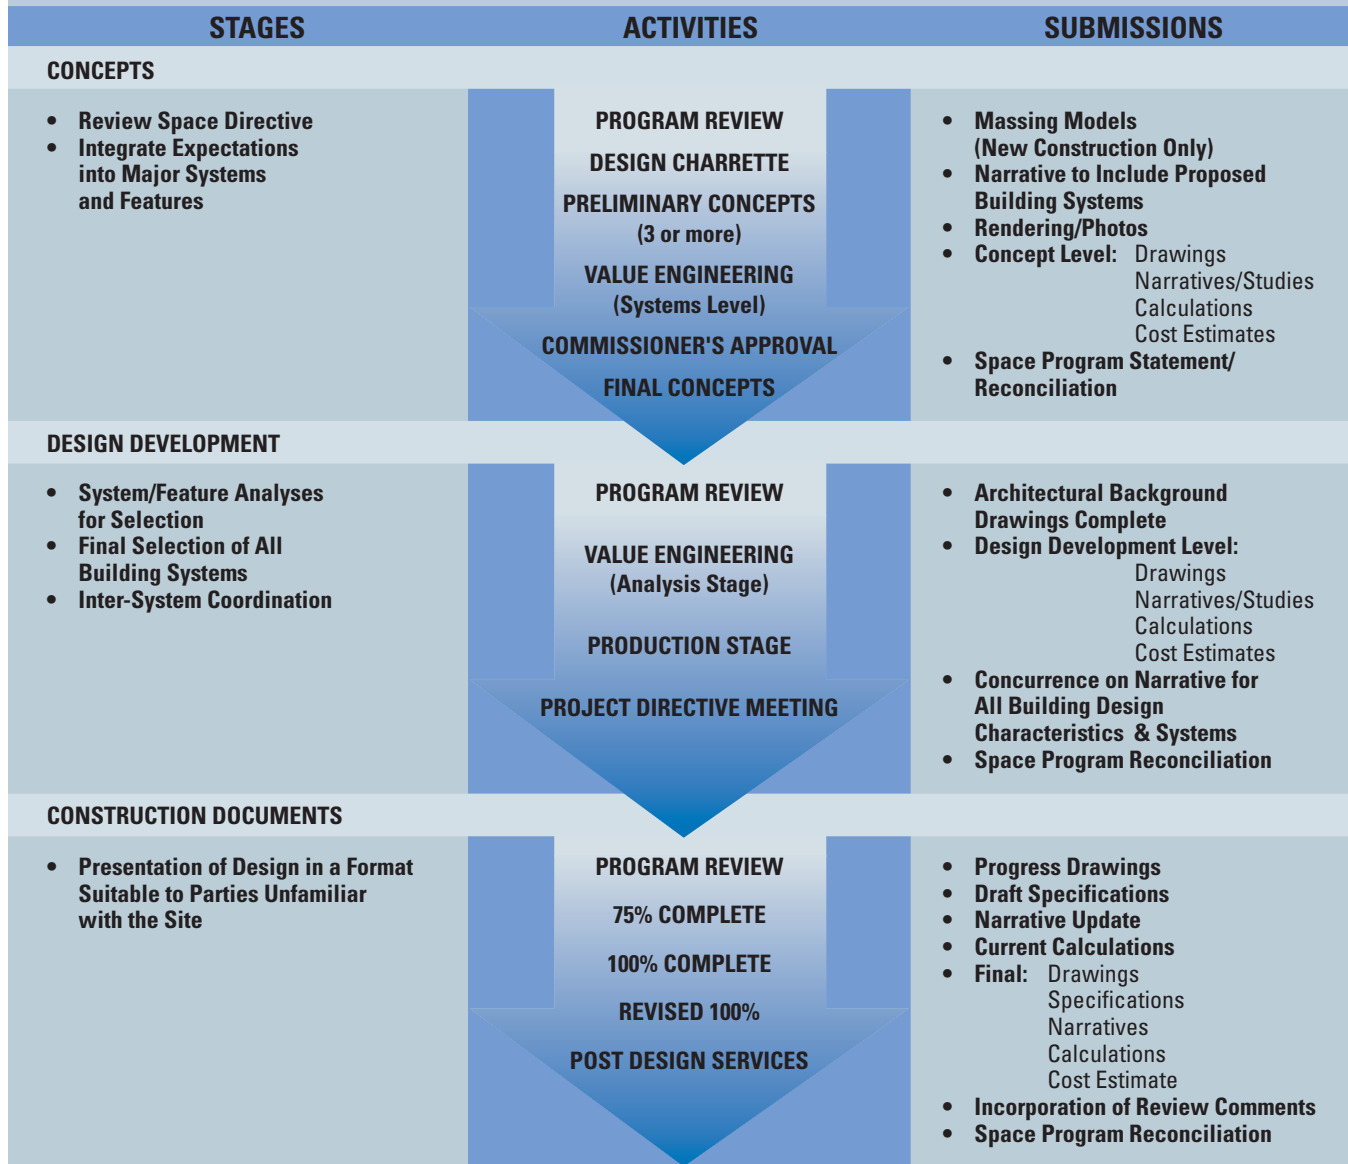 STAGES
ACTIVITIES
SUBMISSIONS
CONCEPTS
• Review Space Directive
• Integrate Expectations
into Major Systems
and Features
PROGRAM REVIEW
DESIGN CHARRETTE
PRELIMINARY CONCEPTS
(3 or more)
VALUE ENGINEERING
(Systems Level)
COMMISSIONER'S APPROVAL
FINAL CONCEPTS
• Massing Models
(New Construction Only)
• Narrative to Include Proposed
Building Systems
• Rendering/Photos
• Concept Level: Drawings
Narratives/Studies
Calculations
Cost Estimates
• Space Program Statement/
Reconciliation
DESIGN DEVELOPMENT
• System/Feature Analyses
for Selection
• Final Selection of All
Building Systems
• Inter-System Coordination
PROGRAM REVIEW
VALUE ENGINEERING
(Analysis Stage)
PRODUCTION STAGE
PROJECT DIRECTIVE MEETING
• Architectural Background
Drawings Complete
• Design Development Level:
Drawings
Narratives/Studies
Calculations
Cost Estimates
• Concurrence on Narrative for
All Building Design
Characteristics & Systems
• Space Program Reconciliation
CONSTRUCTION DOCUMENTS
• Presentation of Design in a Format
Suitable to Parties Unfamiliar
with the Site
PROGRAM REVIEW
75% COMPLETE
100% COMPLETE
REVISED 100%
POST DESIGN SERVICES
• Progress Drawings
• Draft Specifications
• Narrative Update
• Current Calculations
• Final: Drawings
Specifications
Narratives
Calculations
Cost Estimate
• Incorporation of Review Comments
• Space Program Reconciliation